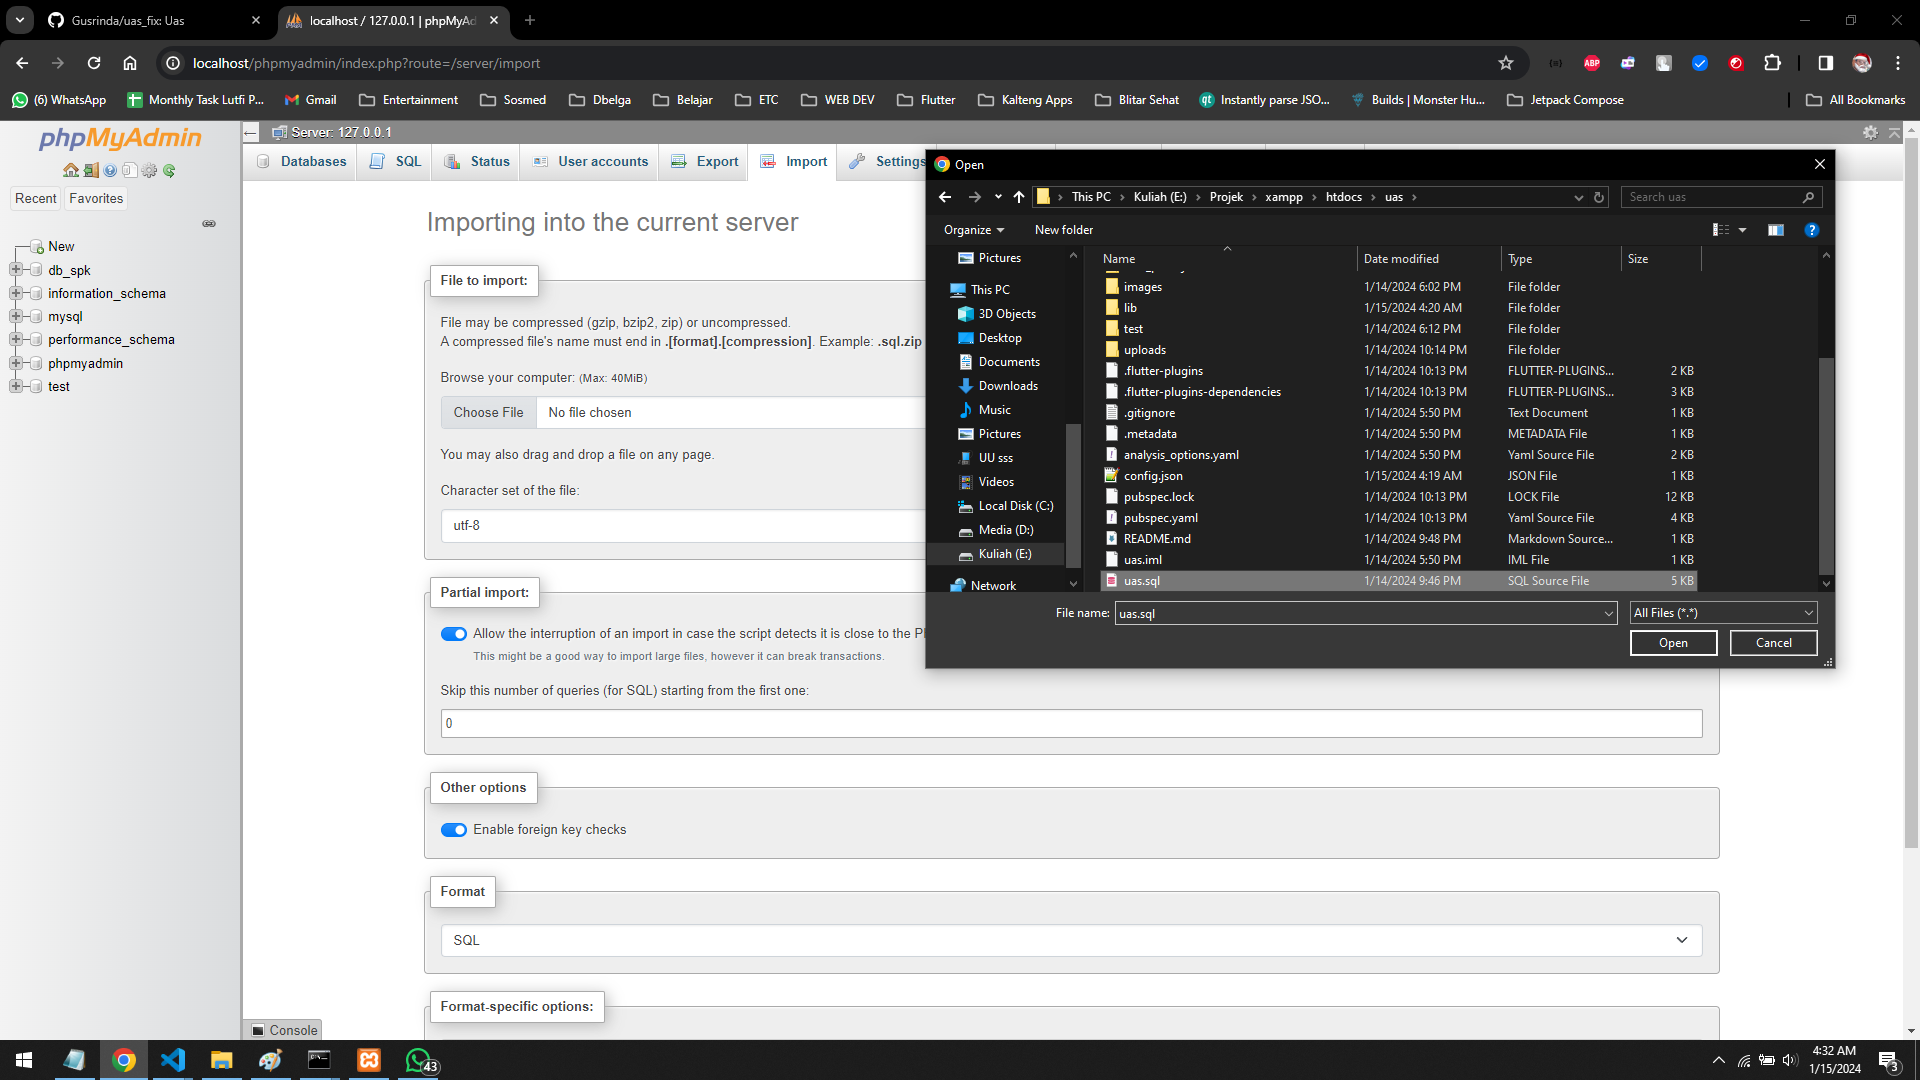 Gusrinda/uas_fix: Uas
localhost / 127.0.0.1 | phpMyAd
localhost/phpmyadmin/index.php?route=/server/import
ABP
(6) WhatsApp
Monthly Task Lutfi P...
Gmail
Entertainment
Sosmed
Dbelga
Belajar
ETC
WEB DEV
Flutter
Kalteng Apps
Blitar Sehat
Instantly parse JSO...
Builds | Monster Hu...
Jetpack Compose
All Bookmarks
phpMyAdmin
Recent
Favorites
New
db_spk
information_schema
mysql
performance_schema
phpmyadmin
test
Server: 127.0.0.1
Databases
SQL
Status
User accounts
Export
Import
Settings
Importing into the current server
File to import:
File may be compressed (gzip, bzip2, zip) or uncompressed.
A compressed file's name must end in .[format].[compression]. Example: .sql.zip
Browse your computer: (Max: 40MiB)
Choose File
No file chosen
You may also drag and drop a file on any page.
Character set of the file:
utf-8
Partial import:
Allow the interruption of an import in case the script detects it is close to the P
This might be a good way to import large files, however it can break transactions.
Skip this number of queries (for SQL) starting from the first one:
0
Other options
Enable foreign key checks
Format
SQL
Format-specific options:
Console
Open
This PC
Kuliah (E:)
Projek
xampp
htdocs
uas
Search uas
Organize
New folder
Pictures
This PC
3D Objects
Desktop
Documents
Downloads
Music
Pictures
UU sss
Videos
Local Disk (C:)
Media (D:)
Kuliah (E:)
Network
Name Date modified Type Size
images 1/14/2024 6:02 PM File folder
lib 1/15/2024 4:20 AM File folder
test 1/14/2024 6:12 PM File folder
uploads 1/14/2024 10:14 PM File folder
.flutter-plugins 1/14/2024 10:13 PM FLUTTER-PLUGINS... 2 KB
.flutter-plugins-dependencies 1/14/2024 10:13 PM FLUTTER-PLUGINS... 3 KB
.gitignore 1/14/2024 5:50 PM Text Document 1 KB
.metadata 1/14/2024 5:50 PM METADATA File 1 KB
analysis_options.yaml 1/14/2024 5:50 PM Yaml Source File 2 KB
config.json 1/15/2024 4:19 AM JSON File 1 KB
pubspec.lock 1/14/2024 10:13 PM LOCK File 12 KB
pubspec.yaml 1/14/2024 10:13 PM Yaml Source File 4 KB
README.md 1/14/2024 9:48 PM Markdown Source... 1 KB
uas.iml 1/14/2024 5:50 PM IML File 1 KB
uas.sql 1/14/2024 9:46 PM SQL Source File 5 KB
File name: uas.sql
All Files (*.*)
Open
Cancel
43
4:32 AM
1/15/2024
3